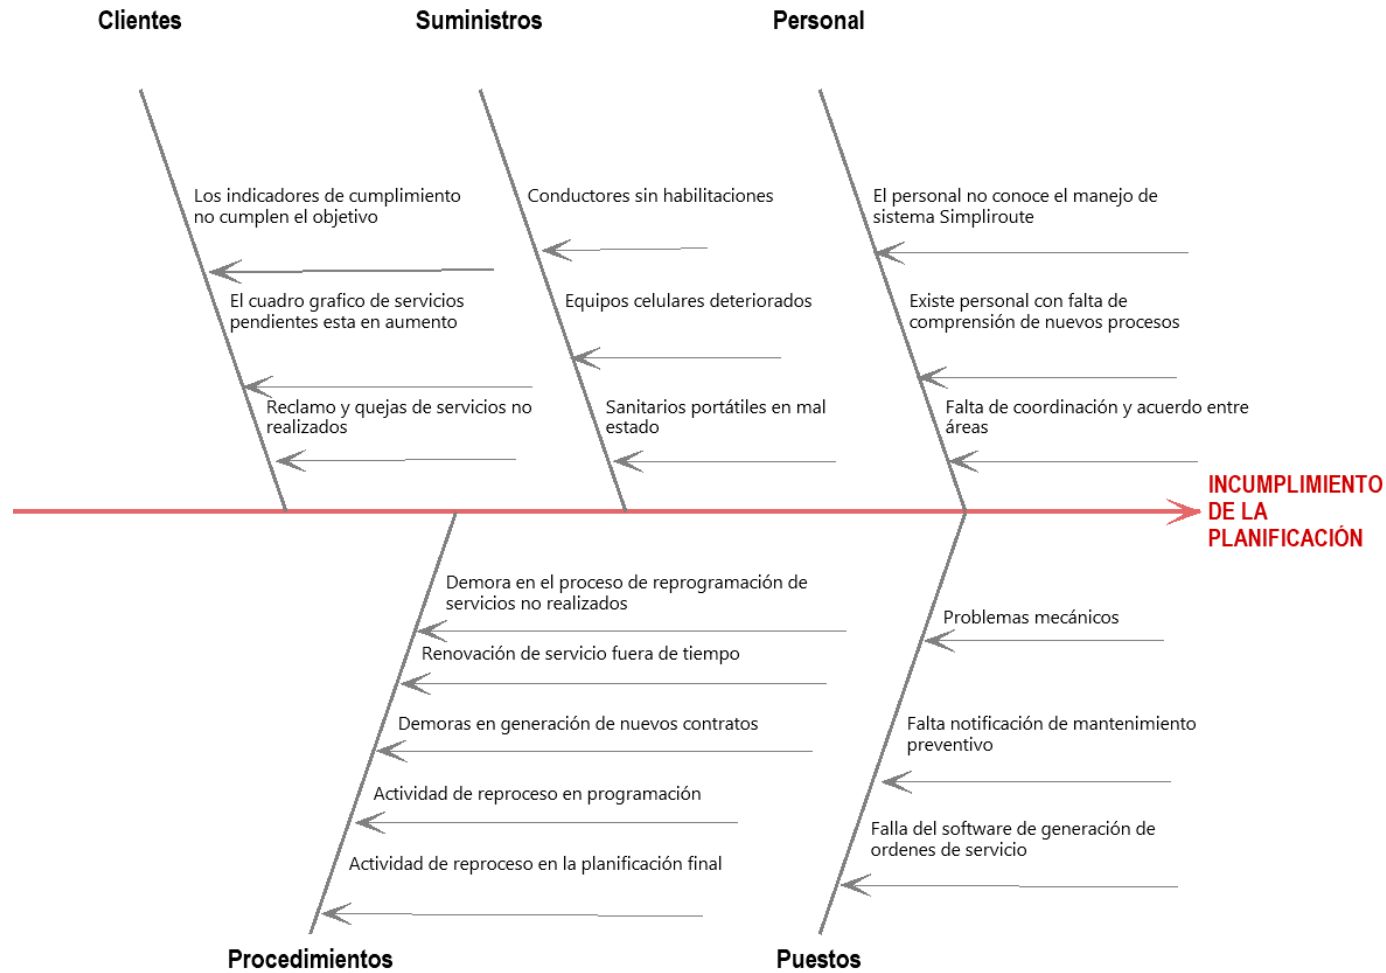 Clientes
Suministros
Personal
Los indicadores de cumplimiento
no cumplen el objetivo
El cuadro grafico de servicios
pendientes esta en aumento
Reclamo y quejas de servicios no
realizados
Conductores sin habilitaciones
Equipos celulares deteriorados
Sanitarios portátiles en mal
estado
El personal no conoce el manejo de
sistema Simpliroute
Existe personal con falta de
comprensión de nuevos procesos
Falta de coordinación y acuerdo entre
áreas
INCUMPLIMIENTO
DE LA
PLANIFICACIÓN
Demora en el proceso de reprogramación de
servicios no realizados
Renovación de servicio fuera de tiempo
Demoras en generación de nuevos contratos
Actividad de reproceso en programación
Actividad de reproceso en la planificación final
Problemas mecánicos
Falta notificación de mantenimiento
preventivo
Falla del software de generación de
ordenes de servicio
Procedimientos
Puestos